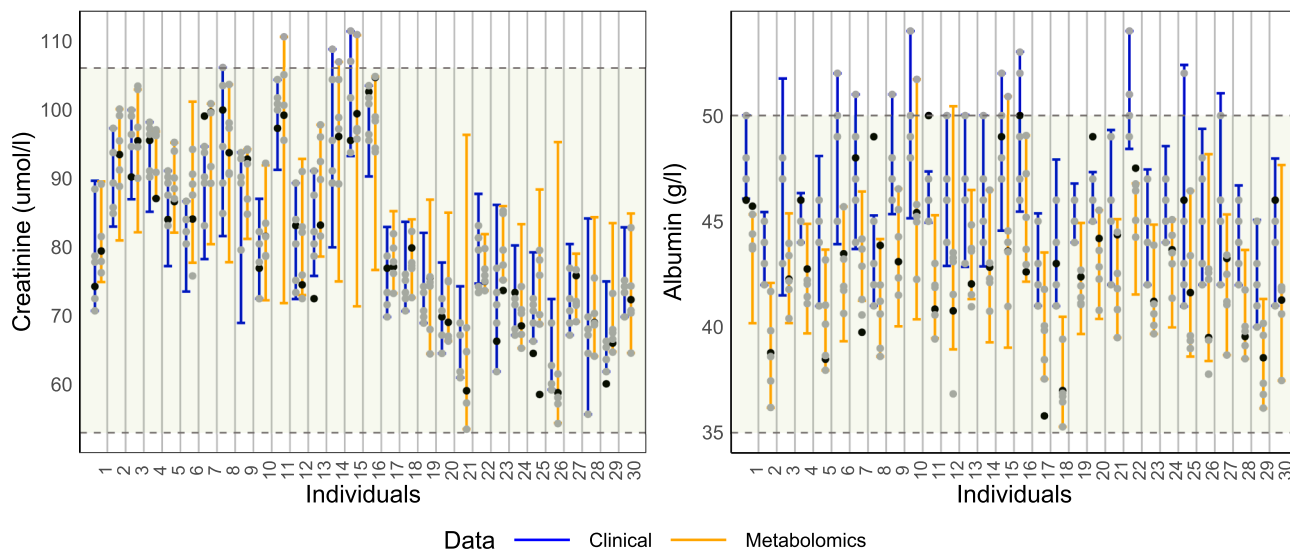 110
100
90
80
70
60
Creatinine (umol/l)
1 2 3 4 5 6 7 8 9 10 11 12 13 14 15 16 17 18 19 20 21 22 23 24 25 26 27 28 29 30
Individuals
50
45
40
35
Albumin (g/l)
1 2 3 4 5 6 7 8 9 10 11 12 13 14 15 16 17 18 19 20 21 22 23 24 25 26 27 28 29 30
Individuals
Data Clinical Metabolomics